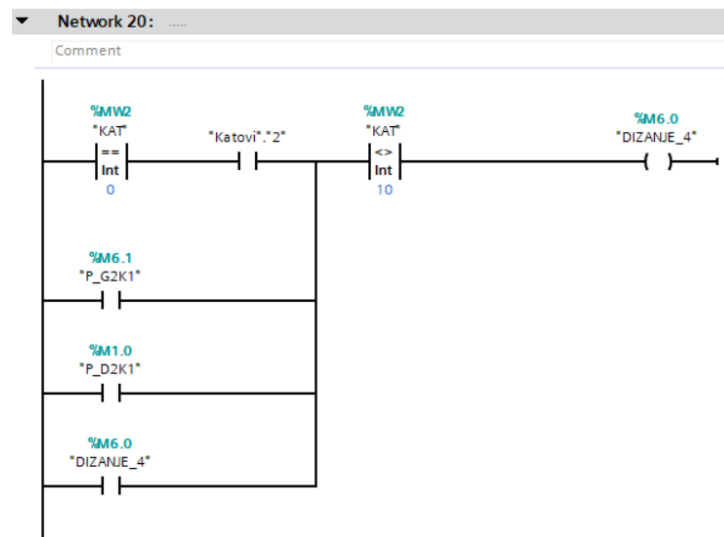 Network 20: .....
Comment
%MW2
"KAT"
==
Int
0
"Katovi"."2"
%MW2
"KAT"
<>
Int
10
%M6.0
"DIZANJE_4"
%M6.1
"P_G2K1"
%M1.0
"P_D2K1"
%M6.0
"DIZANJE_4"